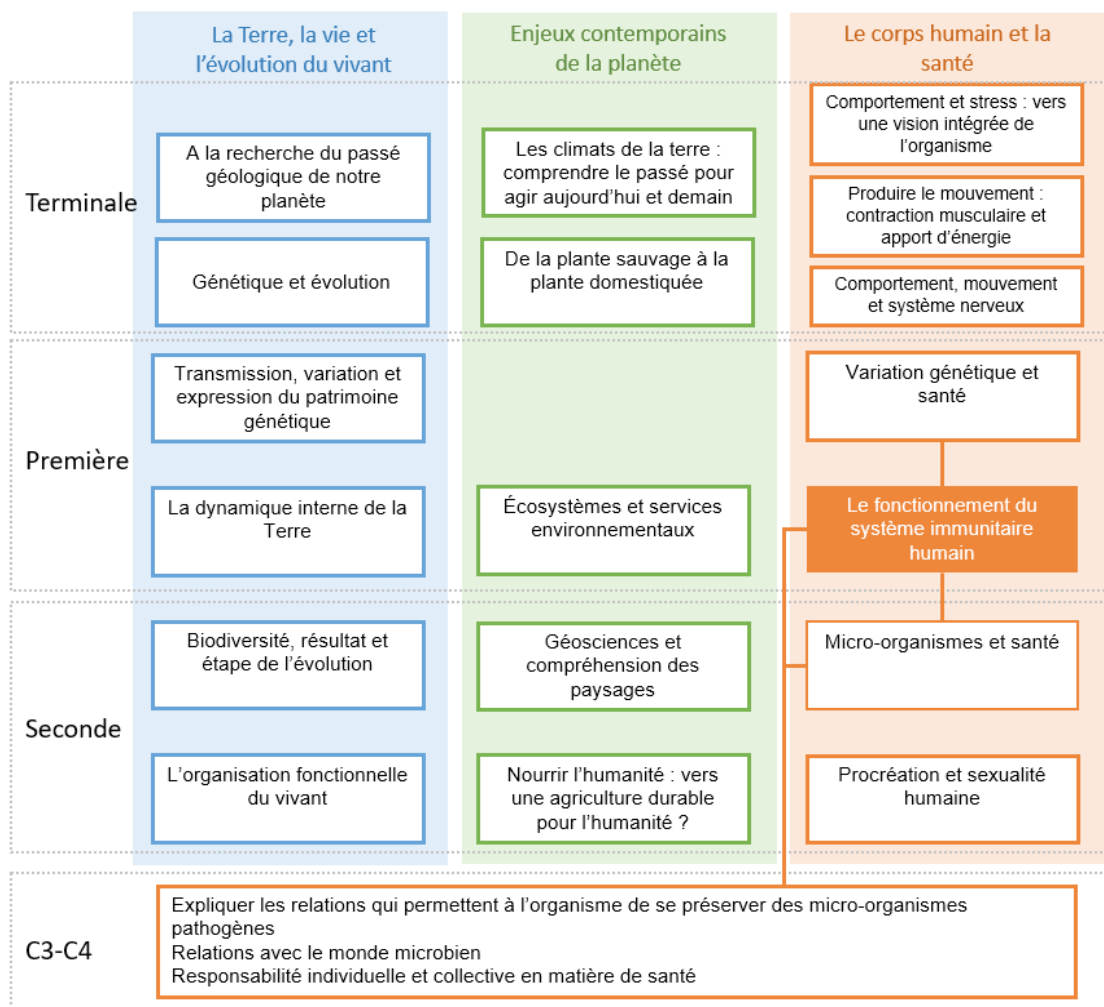 La Terre, la vie et
l'évolution du vivant
Enjeux contemporains
de la planète
Le corps humain et la
santé
Terminale
A la recherche du passé
géologique de notre
planète
Génétique et évolution
Les climats de la terre :
comprendre le passé pour
agir aujourd'hui et demain
De la plante sauvage à la
plante domestiquée
Comportement et stress : vers
une vision intégrée de
l'organisme
Produire le mouvement :
contraction musculaire et
apport d'énergie
Comportement, mouvement
et système nerveux
Première
Transmission, variation et
expression du patrimoine
génétique
La dynamique interne de la
Terre
Écosystèmes et services
environnementaux
Variation génétique et
santé
Le fonctionnement du
système immunitaire
humain
Seconde
Biodiversité, résultat et
étape de l'évolution
L'organisation fonctionnelle
du vivant
Géosciences et
compréhension des
paysages
Nourrir l'humanité : vers
une agriculture durable
pour l'humanité ?
Micro-organismes et santé
Procréation et sexualité
humaine
C3-C4
Expliquer les relations qui permettent à l'organisme de se préserver des micro-organismes
pathogènes
Relations avec le monde microbien
Responsabilité individuelle et collective en matière de santé